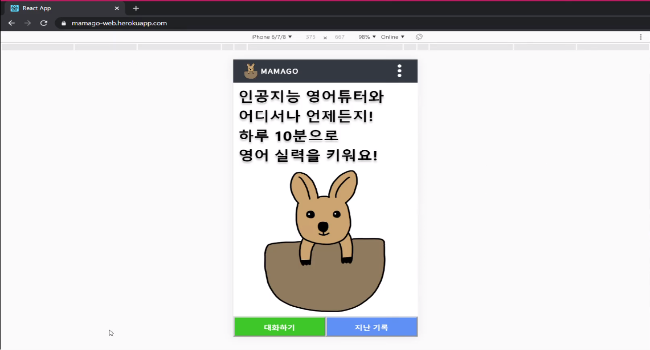 React App
mamago-web.herokuapp.com
iPhone 6/7/8 ▼ 375 × 667 98% ▼ Online ▼
MAMAGO
인공지능 영어튜터와
어디서나 언제든지!
하루 10분으로
영어 실력을 키워요!
대화하기 지난 기록